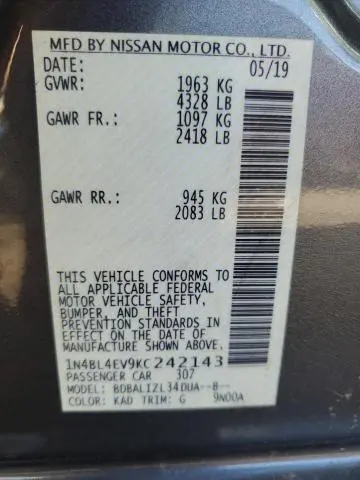 MFD BY NISSAN MOTOR CO., LTD.
DATE: 05/19
GVWR: 1963 KG
4328 LB
GAWR FR.: 1097 KG
2418 LB
GAWR RR.: 945 KG
2083 LB
THIS VEHICLE CONFORMS TO
ALL APPLICABLE FEDERAL
MOTOR VEHICLE SAFETY,
BUMPER, AND THEFT
PREVENTION STANDARDS IN
EFFECT ON THE DATE OF
MANUFACTURE SHOWN ABOVE.
1N4BL4EV9KC242143
PASSENGER CAR 307
MODEL: BDBALIZL34DUA--B--
COLOR: KAD TRIM: G 9N00A